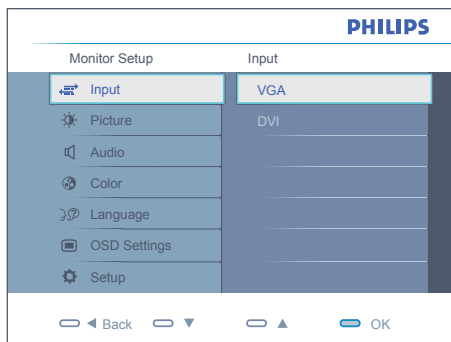 PHILIPS
Monitor Setup
Input
Input
VGA
Picture
DVI
Audio
Color
Language
OSD Settings
Setup
Back
OK